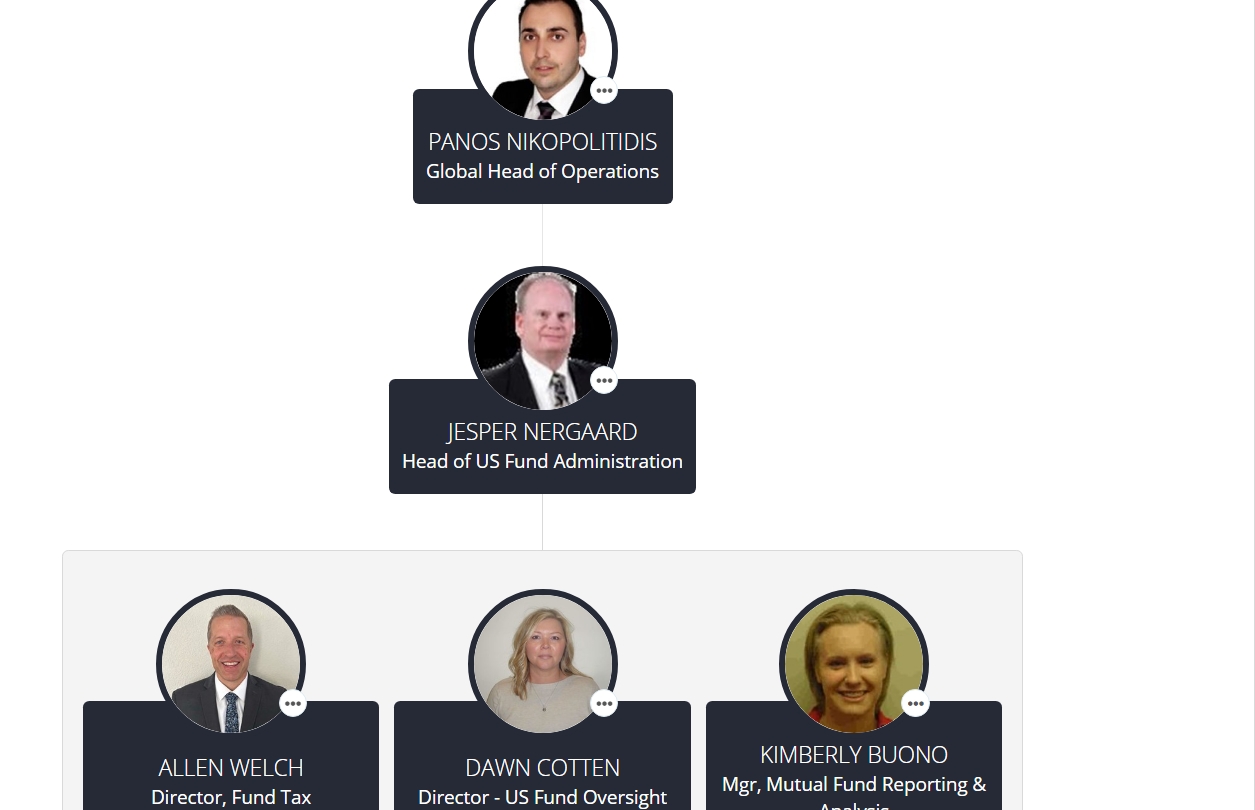 PANOS NIKOPOLITIDIS
Global Head of Operations
JESPER NERGAARD
Head of US Fund Administration
ALLEN WELCH
Director, Fund Tax
DAWN COTTEN
Director - US Fund Oversight
KIMBERLY BUONO
Mgr, Mutual Fund Reporting &
Analysis